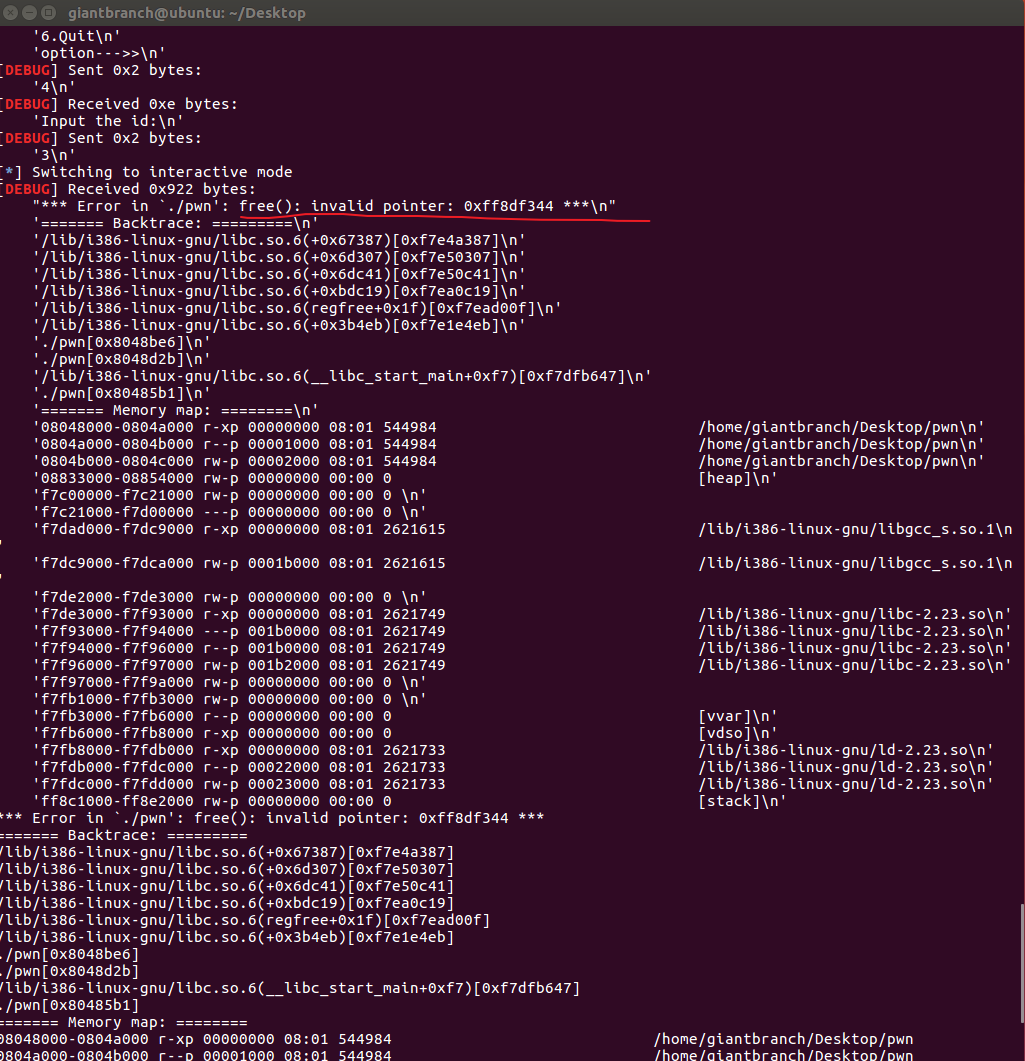 giantbranch@ubuntu: ~/Desktop
'6.Quit\n'
'option--->>\n'
[DEBUG] Sent 0x2 bytes:
'4\n'
[DEBUG] Received 0xe bytes:
'Input the id:\n'
[DEBUG] Sent 0x2 bytes:
'3\n'
[*] Switching to interactive mode
[DEBUG] Received 0x922 bytes:
"*** Error in `./pwn': free(): invalid pointer: 0xff8df344 ***\n"
'======= Backtrace: =========\n'
'/lib/i386-linux-gnu/libc.so.6(+0x67387)[0xf7e4a387]\n'
'/lib/i386-linux-gnu/libc.so.6(+0x6d307)[0xf7e50307]\n'
'/lib/i386-linux-gnu/libc.so.6(+0x6dc41)[0xf7e50c41]\n'
'/lib/i386-linux-gnu/libc.so.6(+0xbdc19)[0xf7ea0c19]\n'
'/lib/i386-linux-gnu/libc.so.6(regfree+0x1f)[0xf7ead00f]\n'
'/lib/i386-linux-gnu/libc.so.6(+0x3b4eb)[0xf7e1e4eb]\n'
'./pwn[0x8048be6]\n'
'./pwn[0x8048d2b]\n'
'/lib/i386-linux-gnu/libc.so.6(__libc_start_main+0xf7)[0xf7dfb647]\n'
'./pwn[0x80485b1]\n'
'======= Memory map: ========\n'
'08048000-0804a000 r-xp 00000000 08:01 544984 /home/giantbranch/Desktop/pwn\n'
'0804a000-0804b000 r--p 00001000 08:01 544984 /home/giantbranch/Desktop/pwn\n'
'0804b000-0804c000 rw-p 00002000 08:01 544984 /home/giantbranch/Desktop/pwn\n'
'08833000-08854000 rw-p 00000000 00:00 0 [heap]\n'
'f7c00000-f7c21000 rw-p 00000000 00:00 0 \n'
'f7c21000-f7d00000 ---p 00000000 00:00 0 \n'
'f7dad000-f7dc9000 r-xp 00000000 08:01 2621615 /lib/i386-linux-gnu/libgcc_s.so.1\n
'
'f7dc9000-f7dca000 rw-p 0001b000 08:01 2621615 /lib/i386-linux-gnu/libgcc_s.so.1\n
'
'f7de2000-f7de3000 rw-p 00000000 00:00 0 \n'
'f7de3000-f7f93000 r-xp 00000000 08:01 2621749 /lib/i386-linux-gnu/libc-2.23.so\n'
'f7f93000-f7f94000 ---p 001b0000 08:01 2621749 /lib/i386-linux-gnu/libc-2.23.so\n'
'f7f94000-f7f96000 r--p 001b0000 08:01 2621749 /lib/i386-linux-gnu/libc-2.23.so\n'
'f7f96000-f7f97000 rw-p 001b2000 08:01 2621749 /lib/i386-linux-gnu/libc-2.23.so\n'
'f7f97000-f7f9a000 rw-p 00000000 00:00 0 \n'
'f7fb1000-f7fb3000 rw-p 00000000 00:00 0 \n'
'f7fb3000-f7fb6000 r--p 00000000 00:00 0 [vvar]\n'
'f7fb6000-f7fb8000 r-xp 00000000 00:00 0 [vdso]\n'
'f7fb8000-f7fdb000 r-xp 00000000 08:01 2621733 /lib/i386-linux-gnu/ld-2.23.so\n'
'f7fdb000-f7fdc000 r--p 00022000 08:01 2621733 /lib/i386-linux-gnu/ld-2.23.so\n'
'f7fdc000-f7fdd000 rw-p 00023000 08:01 2621733 /lib/i386-linux-gnu/ld-2.23.so\n'
'ff8c1000-ff8e2000 rw-p 00000000 00:00 0 [stack]\n'
*** Error in `./pwn': free(): invalid pointer: 0xff8df344 ***
======= Backtrace: =========
/lib/i386-linux-gnu/libc.so.6(+0x67387)[0xf7e4a387]
/lib/i386-linux-gnu/libc.so.6(+0x6d307)[0xf7e50307]
/lib/i386-linux-gnu/libc.so.6(+0x6dc41)[0xf7e50c41]
/lib/i386-linux-gnu/libc.so.6(+0xbdc19)[0xf7ea0c19]
/lib/i386-linux-gnu/libc.so.6(regfree+0x1f)[0xf7ead00f]
/lib/i386-linux-gnu/libc.so.6(+0x3b4eb)[0xf7e1e4eb]
./pwn[0x8048be6]
./pwn[0x8048d2b]
/lib/i386-linux-gnu/libc.so.6(__libc_start_main+0xf7)[0xf7dfb647]
./pwn[0x80485b1]
======= Memory map: ========
08048000-0804a000 r-xp 00000000 08:01 544984 /home/giantbranch/Desktop/pwn
0804a000-0804b000 r--p 00001000 08:01 544984 /home/giantbranch/Desktop/pwn